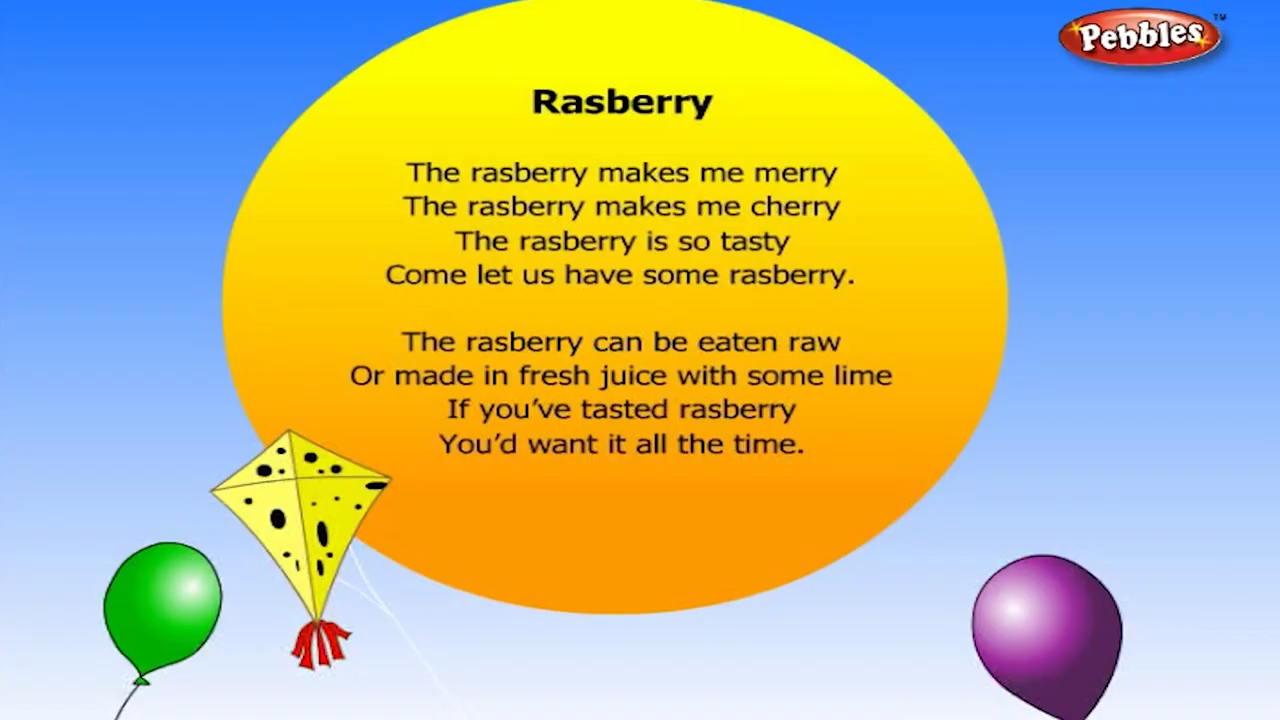 Pebbles™
Rasberry
The rasberry makes me merry
The rasberry makes me cherry
The rasberry is so tasty
Come let us have some rasberry.
The rasberry can be eaten raw
Or made in fresh juice with some lime
If you’ve tasted rasberry
You’d want it all the time.